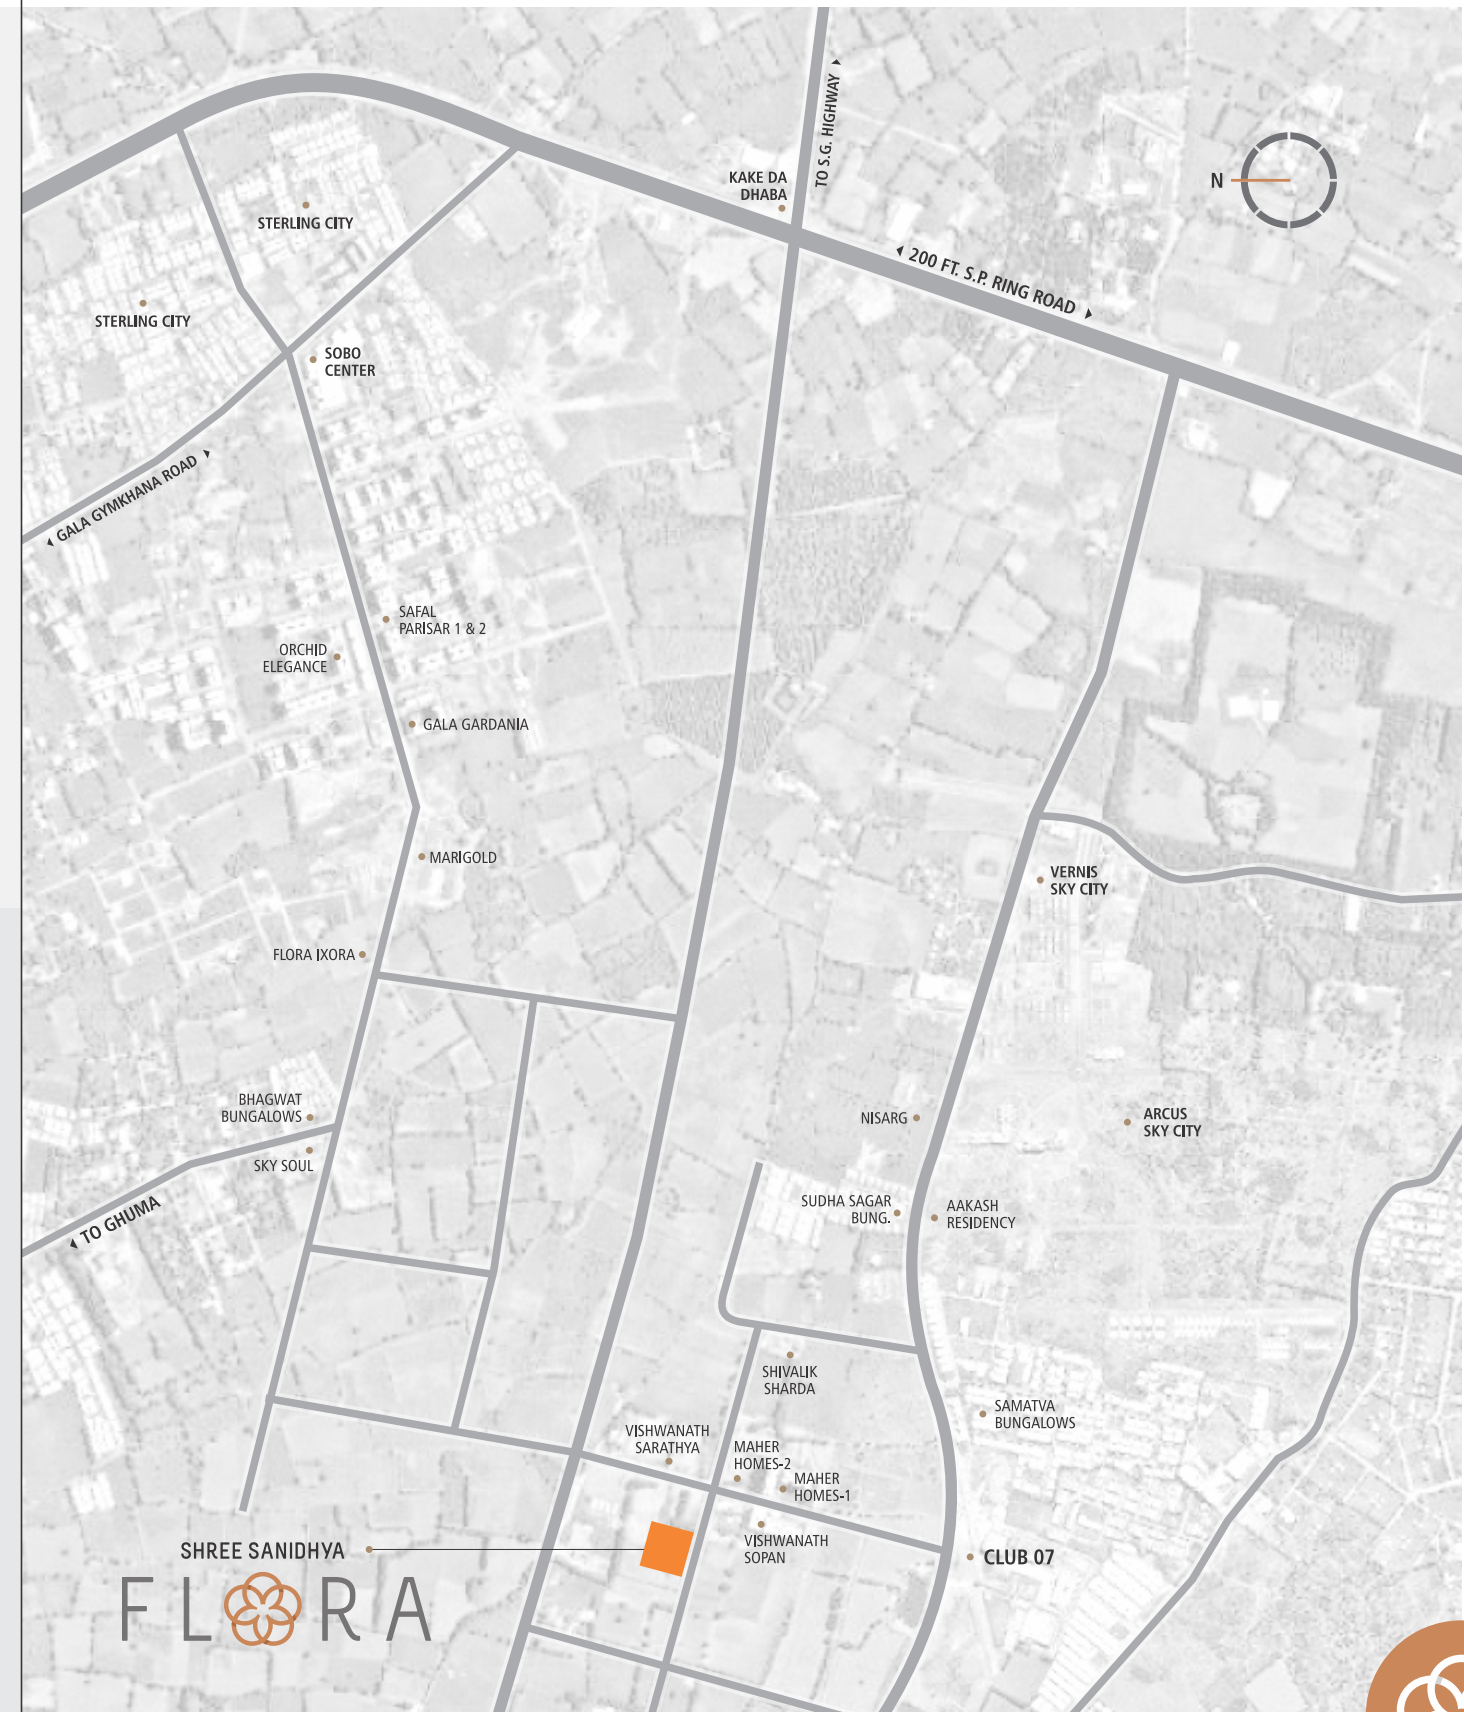 TO S.G. HIGHWAY
KAKE DA
DHABA
N
STERLING CITY
200 FT. S.P. RING ROAD
STERLING CITY
SOBO
CENTER
GALA GYMKHANA ROAD
SAFAL
PARISAR 1 & 2
ORCHID
ELEGANCE
GALA GARDANIA
MARIGOLD
VERNIS
SKY CITY
FLORA IXORA
BHAGWAT
BUNGALOWS
NISARG
ARCUS
SKY CITY
SKY SOUL
TO GHUMA
SUDHA SAGAR
BUNG.
AAKASH
RESIDENCY
SHIVALIK
SHARDA
SAMATVA
BUNGALOWS
VISHWANATH
SARATHYA
MAHER
HOMES-2
MAHER
HOMES-1
VISHWANATH
SOPAN
CLUB 07
SHREE SANIDHYA
FLORA